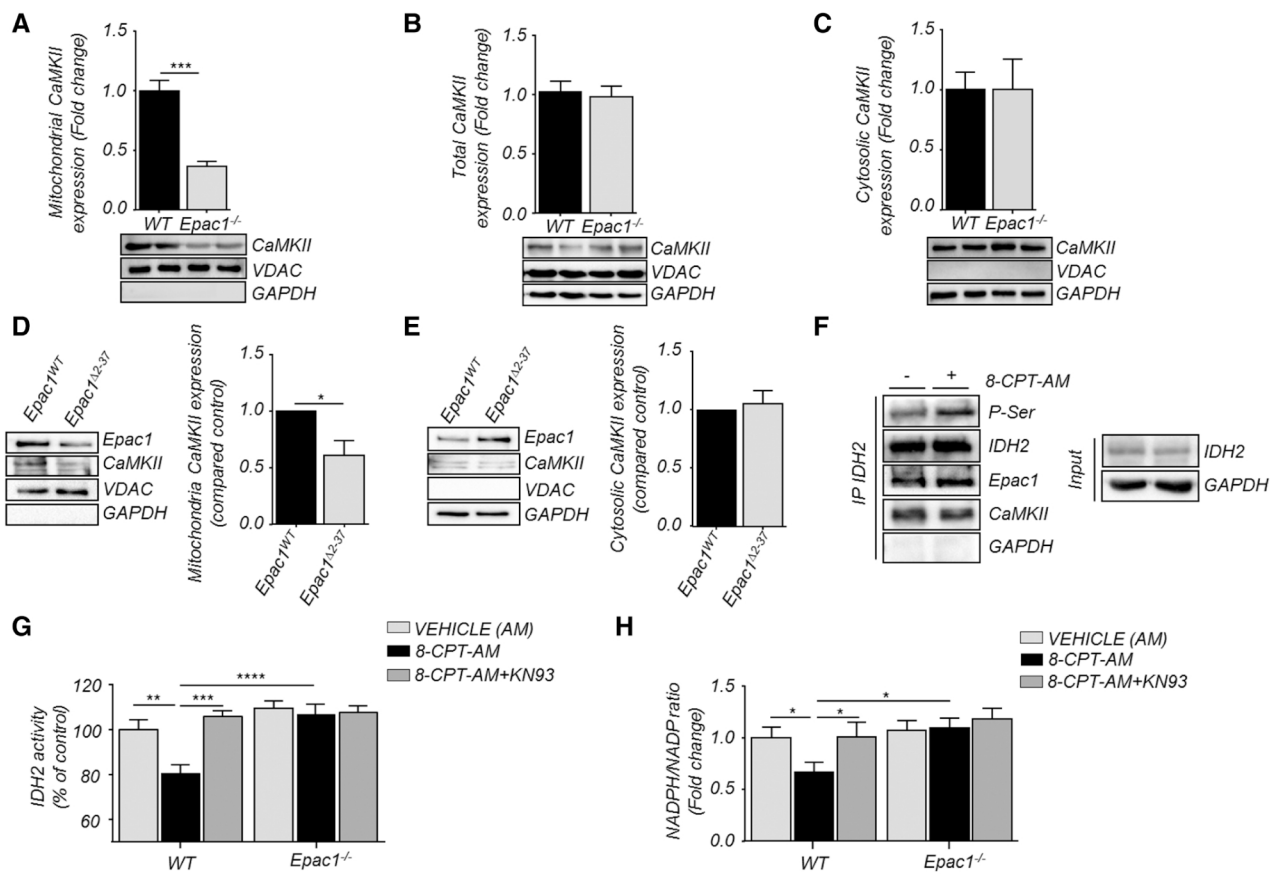 A
Mitochondrial CaMKII
expression (Fold change)
1.5
1.0
0.5
0.0
***
WT Epac1-/-
CaMKII
VDAC
GAPDH
B
Total CaMKII
expression (Fold change)
1.5
1.0
0.5
0.0
WT Epac1-/-
CaMKII
VDAC
GAPDH
C
Cytosolic CaMKII
expression (Fold change)
1.5
1.0
0.5
0.0
WT Epac1-/-
CaMKII
VDAC
GAPDH
D
Epac1WT
Epac1Δ2-37
Epac1
CaMKII
VDAC
GAPDH
Mitochondria CaMKII expression
(compared control)
1.5
1.0
0.5
0.0
*
Epac1WT
Epac1Δ2-37
E
Epac1WT
Epac1Δ2-37
Epac1
CaMKII
VDAC
GAPDH
Cytosolic CaMKII expression
(compared control)
1.5
1.0
0.5
0.0
Epac1WT
Epac1Δ2-37
F
- + 8-CPT-AM
IP IDH2
P-Ser
IDH2
Epac1
CaMKII
GAPDH
Input
IDH2
GAPDH
G
VEHICLE (AM)
8-CPT-AM
8-CPT-AM+KN93
IDH2 activity
(% of control)
120
100
80
60
** *** ****
WT Epac1-/-
H
VEHICLE (AM)
8-CPT-AM
8-CPT-AM+KN93
NADPH/NADP ratio
(Fold change)
1.5
1.0
0.5
0.0
* * *
WT Epac1-/-